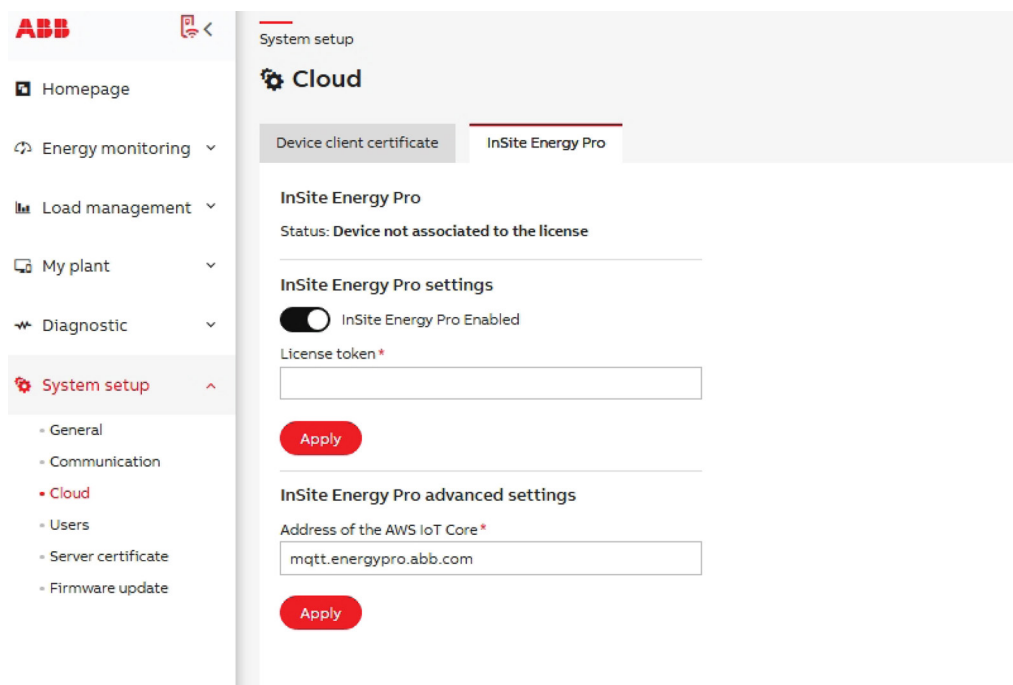 ABB
Homepage
Energy monitoring
Load management
My plant
Diagnostic
System setup
General
Communication
Cloud
Users
Server certificate
Firmware update
System setup
Cloud
Device client certificate
InSite Energy Pro
InSite Energy Pro
Status: Device not associated to the license
InSite Energy Pro settings
InSite Energy Pro Enabled
License token *
Apply
InSite Energy Pro advanced settings
Address of the AWS IoT Core *
mqtt.energypro.abb.com
Apply